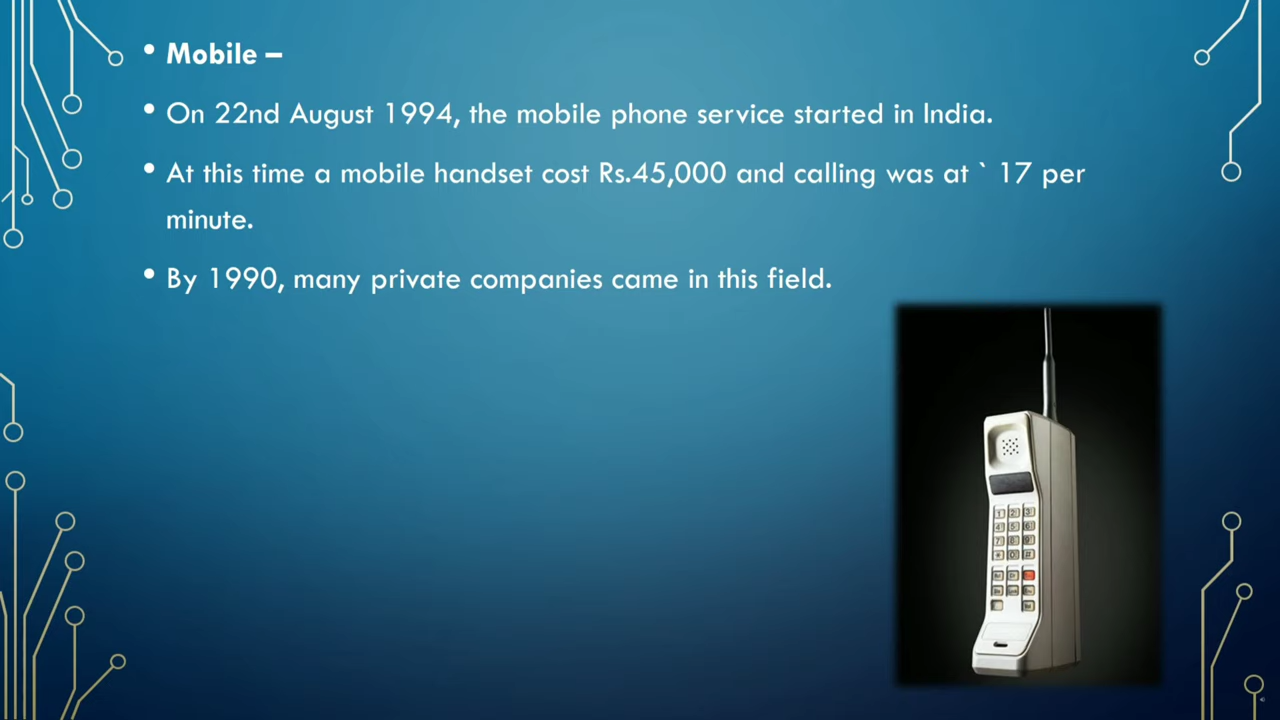 • Mobile –
• On 22nd August 1994, the mobile phone service started in India.
• At this time a mobile handset cost Rs.45,000 and calling was at ` 17 per
minute.
• By 1990, many private companies came in this field.